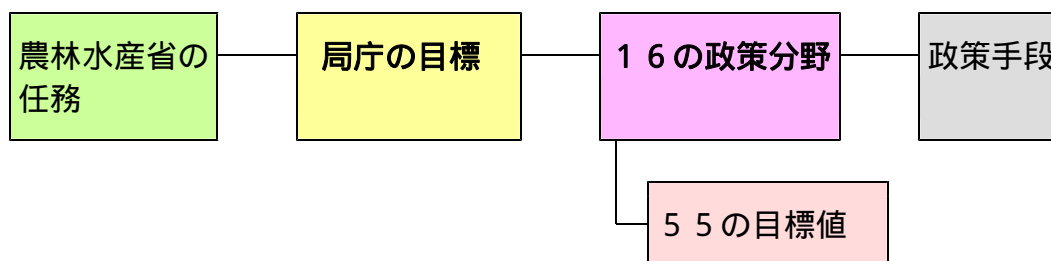 農林水産省の
任務
局庁の目標
１６の政策分野
政策手段
５５の目標値